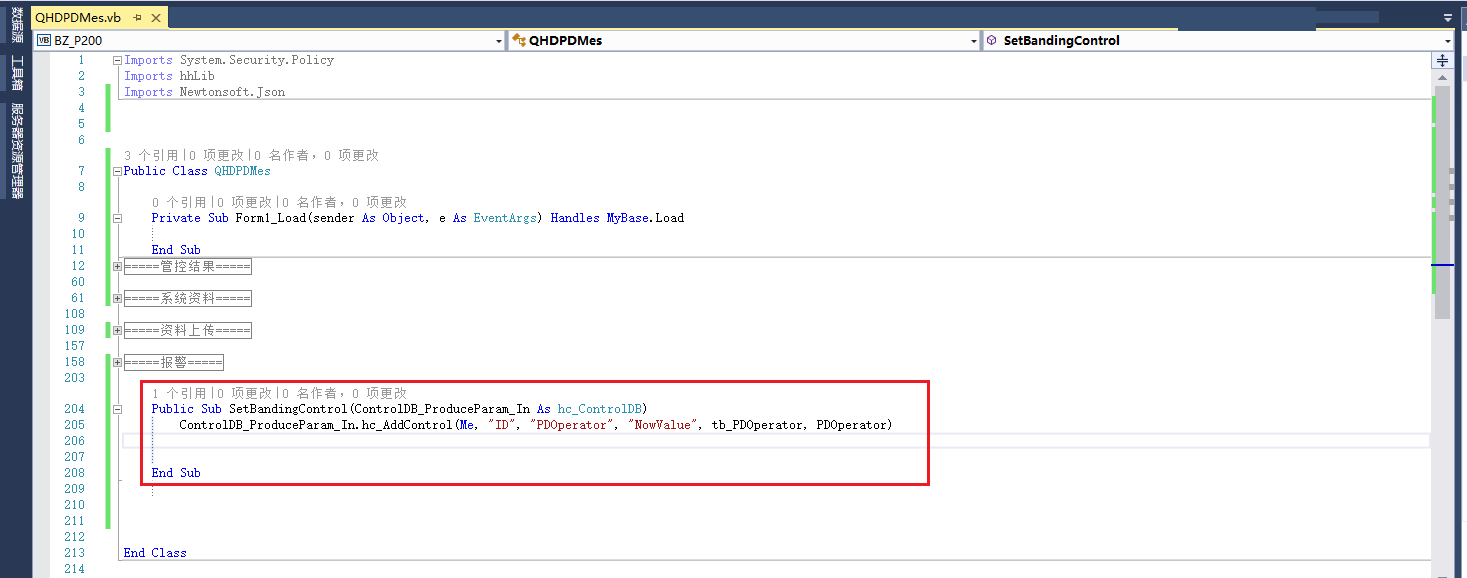 数据源
工具箱
服务器资源管理器
QHDPDMes.vb
VB BZ_P200
QHDPDMes
SetBandingControl
1 Imports System.Security.Policy
2 Imports hhLib
3 Imports Newtonsoft.Json
4
5
6
3 个引用|0 项更改|0 名作者，0 项更改
7 Public Class QHDPDMes
8
0 个引用|0 项更改|0 名作者，0 项更改
9 Private Sub Form1_Load(sender As Object, e As EventArgs) Handles MyBase.Load
10
11 End Sub
12 =====管控结果=====
60
61 =====系统资料=====
108
109 =====资料上传=====
157
158 =====报警=====
203
1 个引用|0 项更改|0 名作者，0 项更改
204 Public Sub SetBandingControl(ControlDB_ProduceParam_In As hc_ControlDB)
205 ControlDB_ProduceParam_In.hc_AddControl(Me, "ID", "PDOperator", "NowValue", tb_PDOperator, PDOperator)
206
207
208 End Sub
209
210
211
212
213 End Class
214